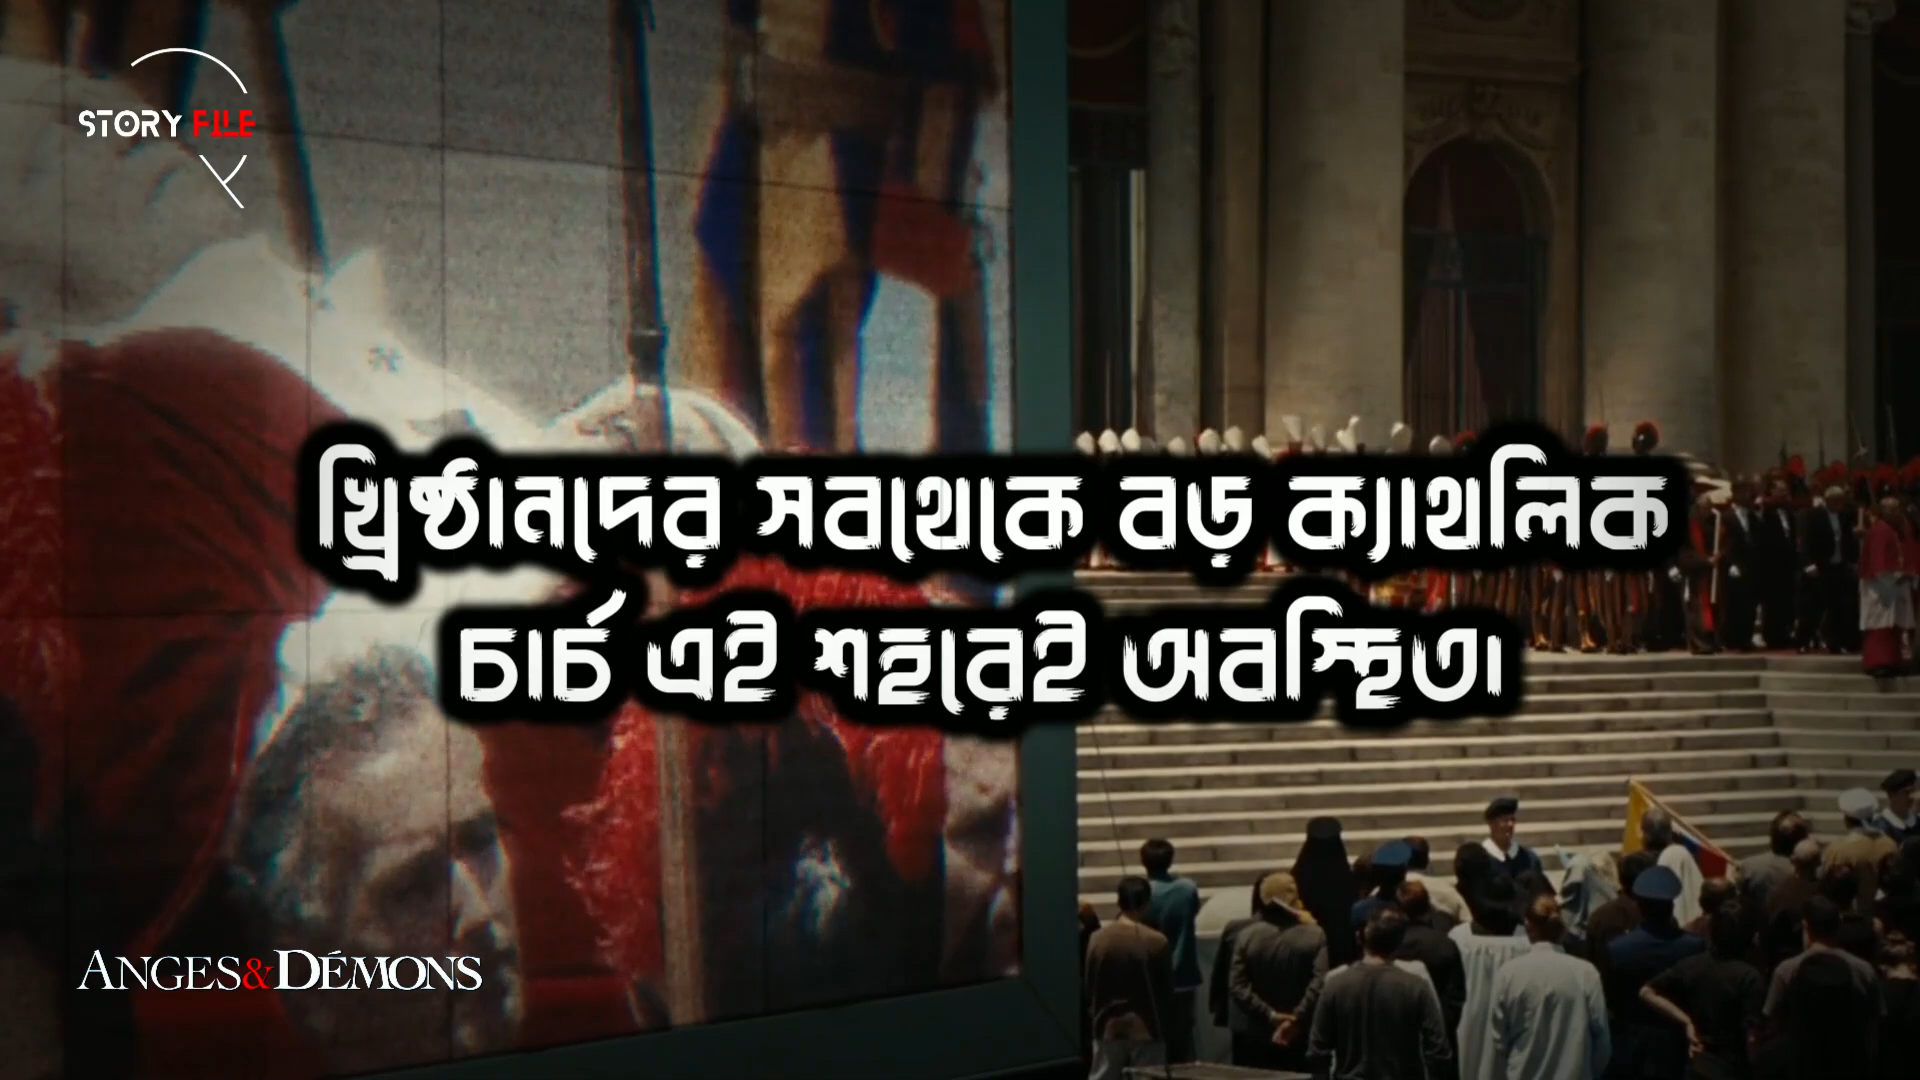 STORY FILE
খ্রিষ্ঠানদের সবথেকে বড় ক্যাথলিক
চার্চ এই শহরেই অবস্থিত।
ANGES&DÉMONS